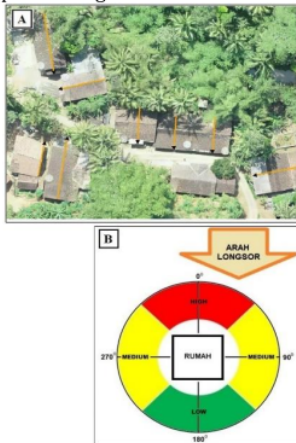 A
B
ARAH
LONGSOR
0°
HIGH
270°
MEDIUM
RUMAH
MEDIUM
90°
LOW
180°